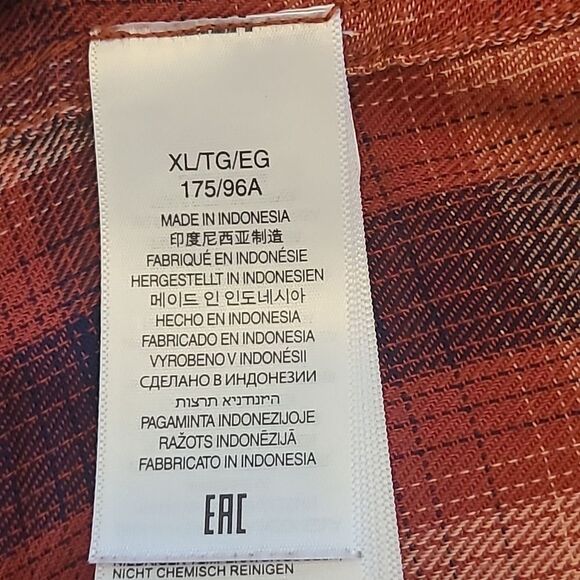 XL/TG/EG
175/96A
MADE IN INDONESIA
印度尼西亚制造
FABRIQUÉ EN INDONÉSIE
HERGESTELLT IN INDONESIEN
메이드 인 인도네시아
HECHO EN INDONESIA
FABRICADO EN INDONESIA
VYROBENO V INDONÉSII
СДЕЛАНО В ИНДОНЕЗИИ
היזנודניא תרצות
PAGAMINTA INDONEZIJOJE
RAŽOTS INDONĒZIJĀ
FABBRICATO IN INDONESIA
EAC
NICHT CHEMISCH REINIGEN